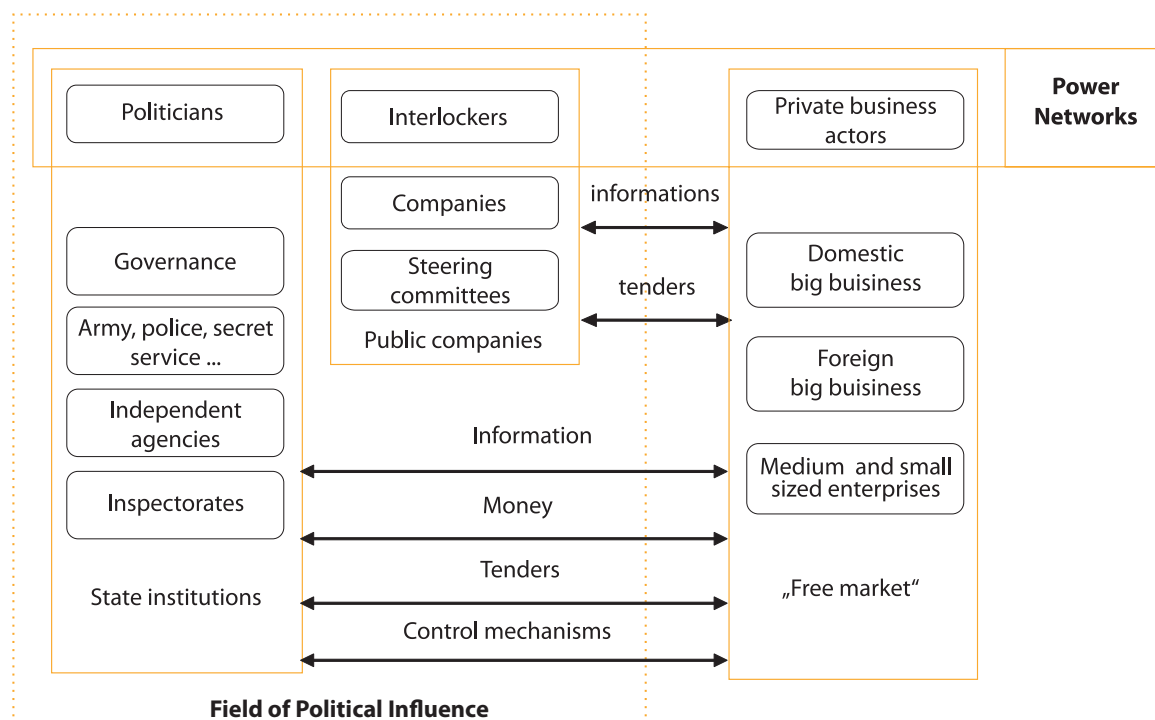 Politicians
Interlockers
Private business
actors
Power
Networks
Companies
informations
Governance
Steering
committees
tenders
Domestic
big buisiness
Army, police, secret
service ...
Public companies
Foreign
big buisiness
Independent
agencies
Information
Medium and small
sized enterprises
Inspectorates
Money
State institutions
Tenders
„Free market“
Control mechanisms
Field of Political Influence